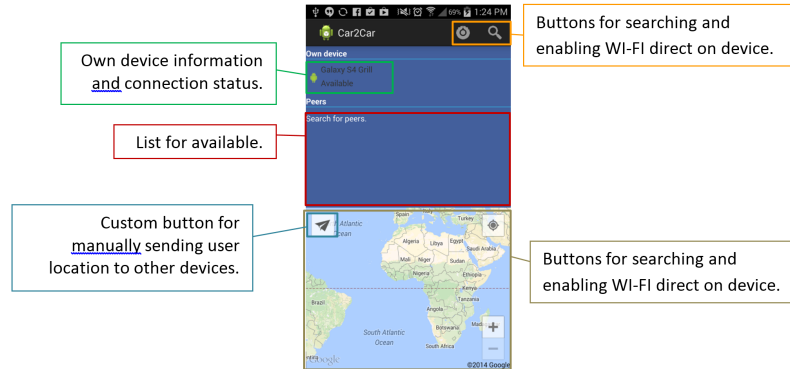 69% 1:24 PM
Car2Car
Own device
Galaxy S4 Grill
Available
Peers
Search for peers.
Buttons for searching and
enabling WI-FI direct on device.
Own device information
and connection status.
List for available.
Custom button for
manually sending user
location to other devices.
Buttons for searching and
enabling WI-FI direct on device.
Spain
Italy
Turkey
Atlantic
Ocean
Algeria
Libya
Egypt
Saudi Arabia
Mali
Niger
Sudan
Nigeria
Ethiopia
Kenya
Tanzania
Brazil
Angola
Botswana
South Atlantic
Ocean
South Africa
+
−
Google
©2014 Google